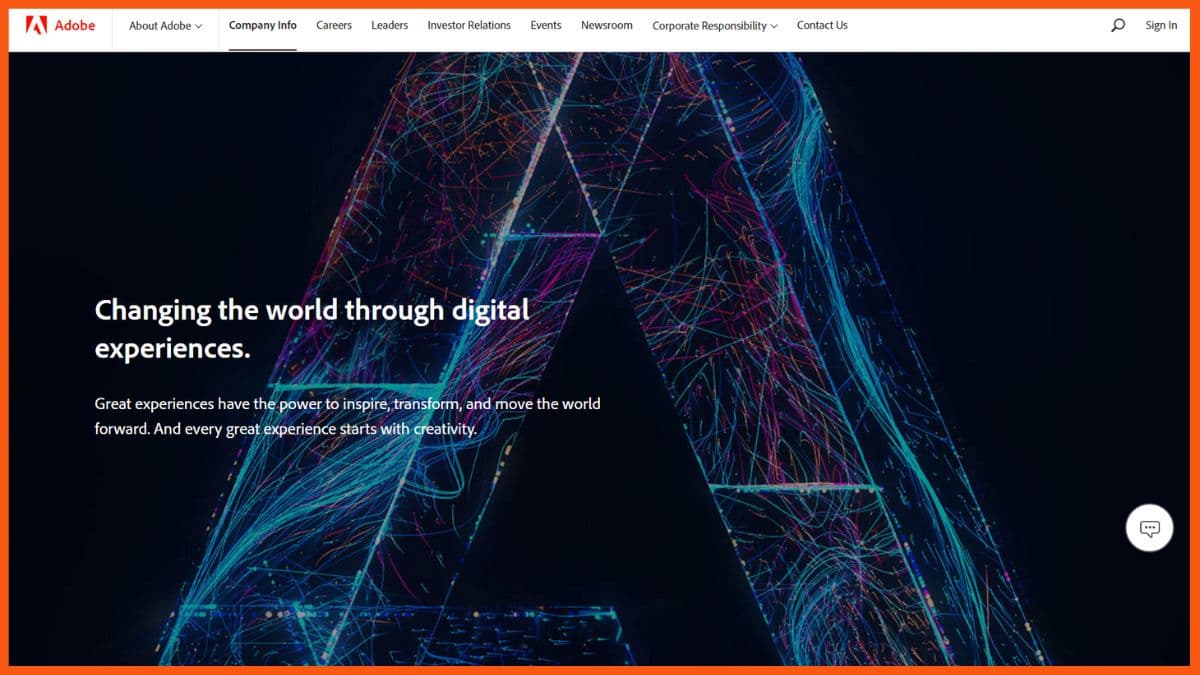 Adobe
About Adobe
Company Info
Careers
Leaders
Investor Relations
Events
Newsroom
Corporate Responsibility
Contact Us
Sign In
Changing the world through digital
experiences.
Great experiences have the power to inspire, transform, and move the world
forward. And every great experience starts with creativity.